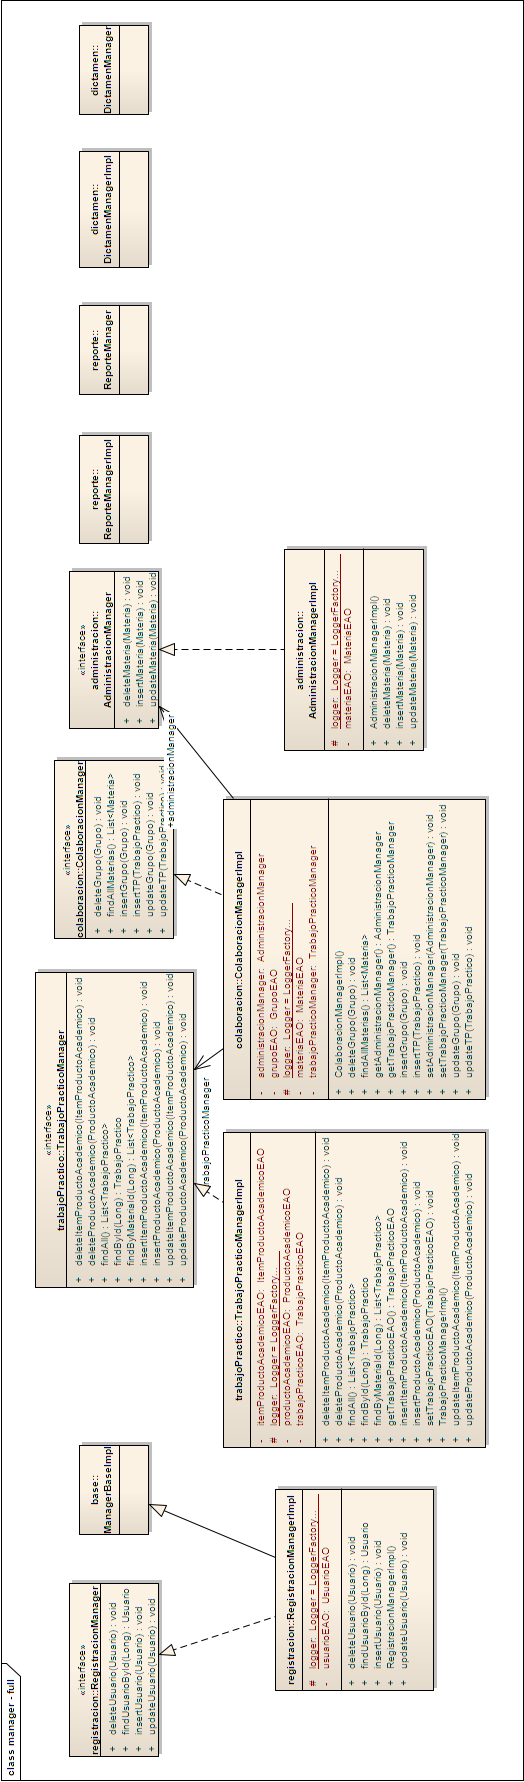 class manager - full
«interface»
registracion::RegistracionManager
+ deleteUsuario(Usuario) : void
+ findUsuarioById(Long) : Usuario
+ insertUsuario(Usuario) : void
+ updateUsuario(Usuario) : void
base::
ManagerBaseImpl
registracion::RegistracionManagerImpl
# logger: Logger = LoggerFactory....
- usuarioEAO: UsuarioEAO
+ deleteUsuario(Usuario) : void
+ findUsuarioById(Long) : Usuario
+ insertUsuario(Usuario) : void
+ RegistracionManagerImpl()
+ updateUsuario(Usuario) : void
«interface»
trabajoPractico::TrabajoPracticoManager
+ deleteItemProductoAcademico(ItemProductoAcademico) : void
+ deleteProductoAcademico(ProductoAcademico) : void
+ findAll() : List<TrabajoPractico>
+ findById(Long) : TrabajoPractico
+ findByMateriaId(Long) : List<TrabajoPractico>
+ insertItemProductoAcademico(ItemProductoAcademico) : void
+ insertProductoAcademico(ProductoAcademico) : void
+ updateItemProductoAcademico(ItemProductoAcademico) : void
+ updateProductoAcademico(ProductoAcademico) : void
trabajoPractico::TrabajoPracticoManagerImpl
- itemProductoAcademicoEAO: ItemProductoAcademicoEAO
# logger: Logger = LoggerFactory....
- productoAcademicoEAO: ProductoAcademicoEAO
- trabajoPracticoEAO: TrabajoPracticoEAO
+ deleteItemProductoAcademico(ItemProductoAcademico) : void
+ deleteProductoAcademico(ProductoAcademico) : void
+ findAll() : List<TrabajoPractico>
+ findById(Long) : TrabajoPractico
+ findByMateriaId(Long) : List<TrabajoPractico>
+ getTrabajoPracticoEAO() : TrabajoPracticoEAO
+ insertItemProductoAcademico(ItemProductoAcademico) : void
+ insertProductoAcademico(ProductoAcademico) : void
+ setTrabajoPracticoEAO(TrabajoPracticoEAO) : void
+ TrabajoPracticoManagerImpl()
+ updateItemProductoAcademico(ItemProductoAcademico) : void
+ updateProductoAcademico(ProductoAcademico) : void
rabajoPracticoManager
«interface»
colaboracion::ColaboracionManager
+ deleteGrupo(Grupo) : void
+ findAllMaterias() : List<Materia>
+ insertGrupo(Grupo) : void
+ insertTP(TrabajoPractico) : void
+ updateGrupo(Grupo) : void
+ updateTP(TrabajoPractico) : void
+administracionManager
colaboracion::ColaboracionManagerImpl
- administracionManager: AdministracionManager
- grupoEAO: GrupoEAO
# logger: Logger = LoggerFactory....
- materiaEAO: MateriaEAO
- trabajoPracticoManager: TrabajoPracticoManager
+ ColaboracionManagerImpl()
+ deleteGrupo(Grupo) : void
+ findAllMaterias() : List<Materia>
+ getAdministracionManager() : AdministracionManager
+ getTrabajoPracticoManager() : TrabajoPracticoManager
+ insertGrupo(Grupo) : void
+ insertTP(TrabajoPractico) : void
+ setAdministracionManager(AdministracionManager) : void
+ setTrabajoPracticoManager(TrabajoPracticoManager) : void
+ updateGrupo(Grupo) : void
+ updateTP(TrabajoPractico) : void
«interface»
administracion::
AdministracionManager
+ deleteMateria(Materia) : void
+ insertMateria(Materia) : void
+ updateMateria(Materia) : void
administracion::
AdministracionManagerImpl
# logger: Logger = LoggerFactory....
- materiaEAO: MateriaEAO
+ AdministracionManagerImpl()
+ deleteMateria(Materia) : void
+ insertMateria(Materia) : void
+ updateMateria(Materia) : void
reporte::
ReporteManagerImpl
reporte::
ReporteManager
dictamen::
DictamenManagerImpl
dictamen::
DictamenManager